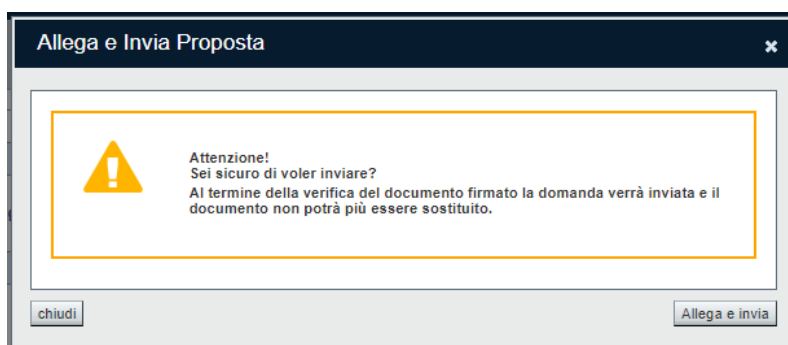 Allega e Invia Proposta
Attenzione!
Sei sicuro di voler inviare?
Al termine della verifica del documento firmato la domanda verrà inviata e il
documento non potrà più essere sostituito.
chiudi
Allega e invia